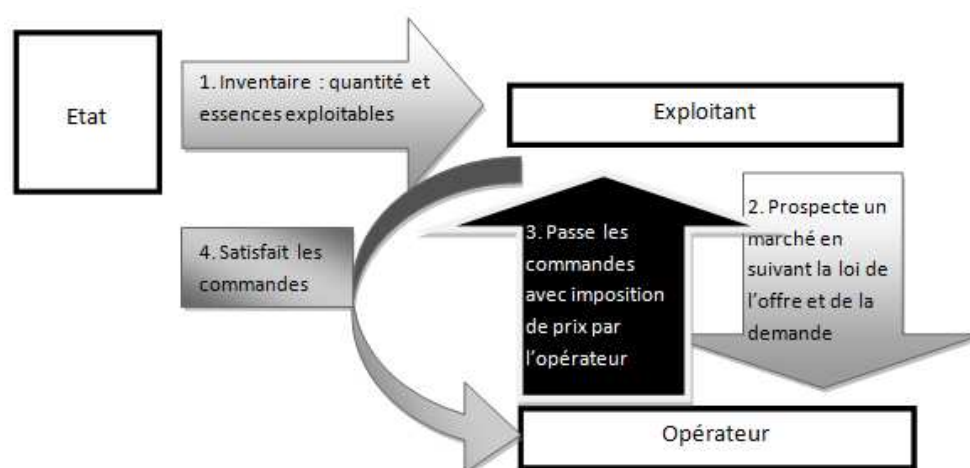 Etat
1. Inventaire : quantité et
essences exploitables
Exploitant
2. Prospecte un
marché en
suivant la loi de
l’offre et de la
demande
3. Passe les
commandes
avec imposition
de prix par
l’opérateur
4. Satisfait les
commandes
Opérateur